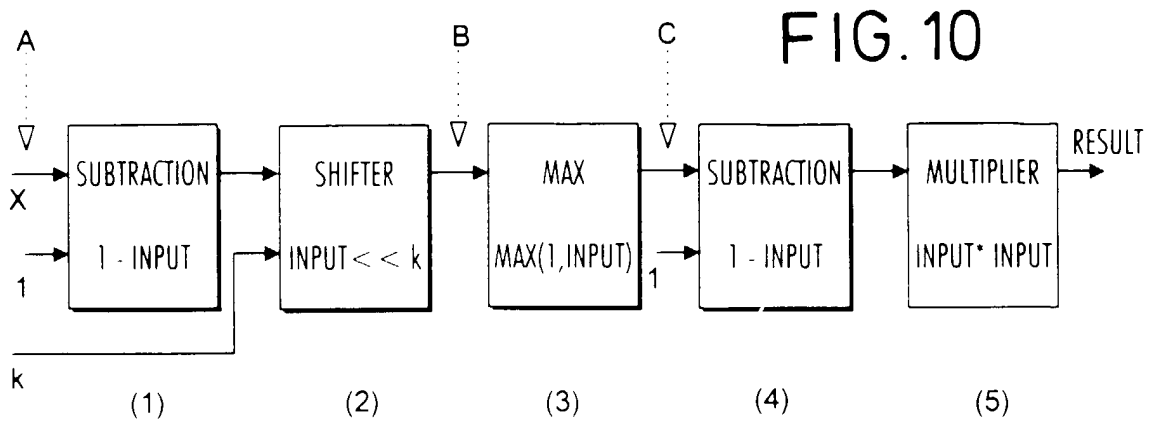 FIG.10
A
B
C
SUBTRACTION
SHIFTER
MAX
SUBTRACTION
MULTIPLIER
RESULT
X
1 - INPUT
INPUT << k
MAX(1,INPUT)
1 - INPUT
INPUT* INPUT
1
1
k
(1)
(2)
(3)
(4)
(5)